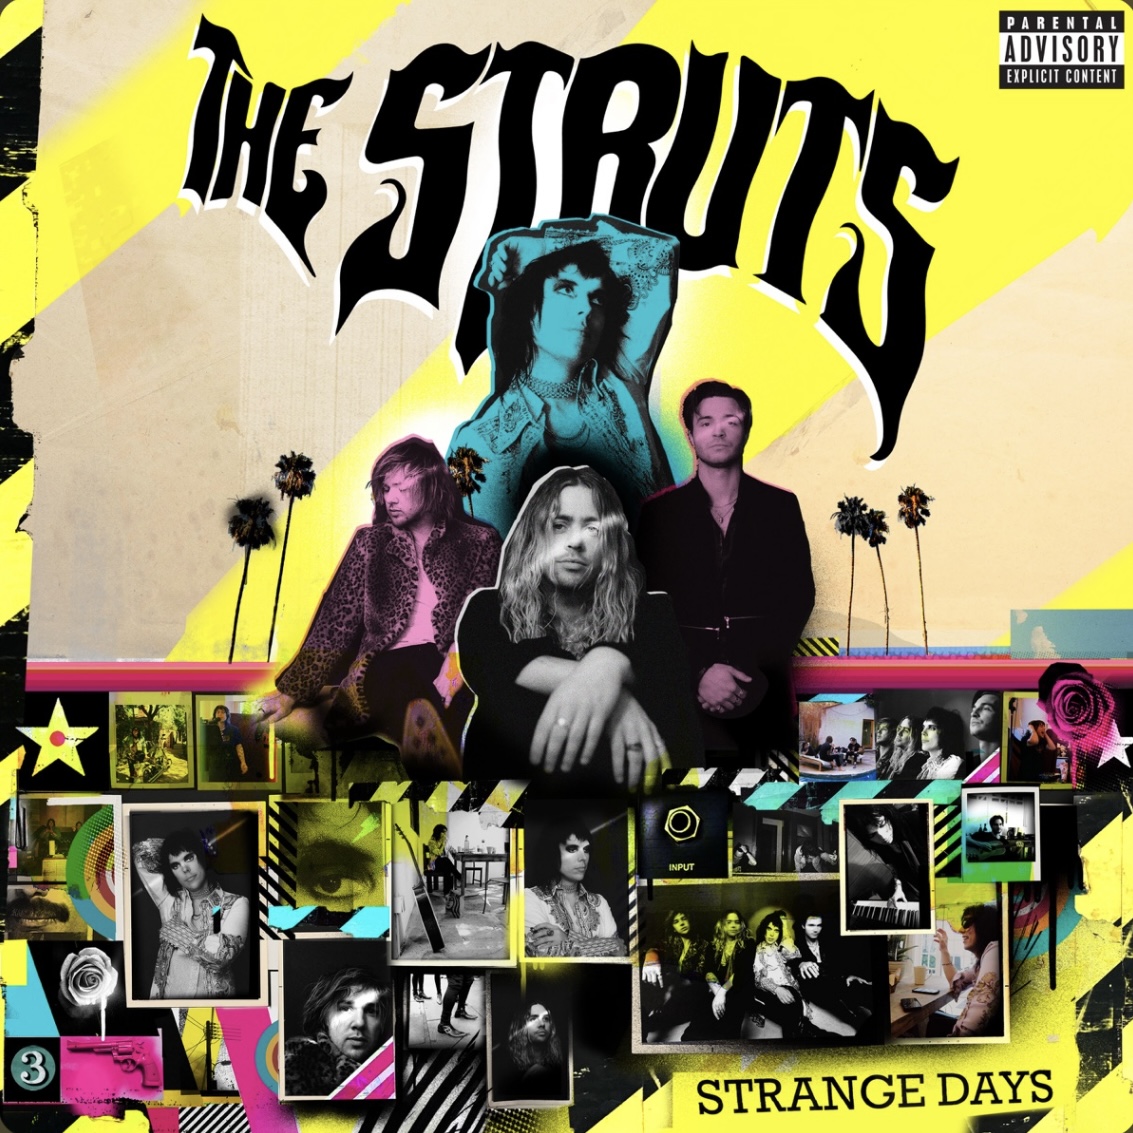 THE STRUTS
PARENTAL
ADVISORY
EXPLICIT CONTENT
INPUT
3
STRANGE DAYS